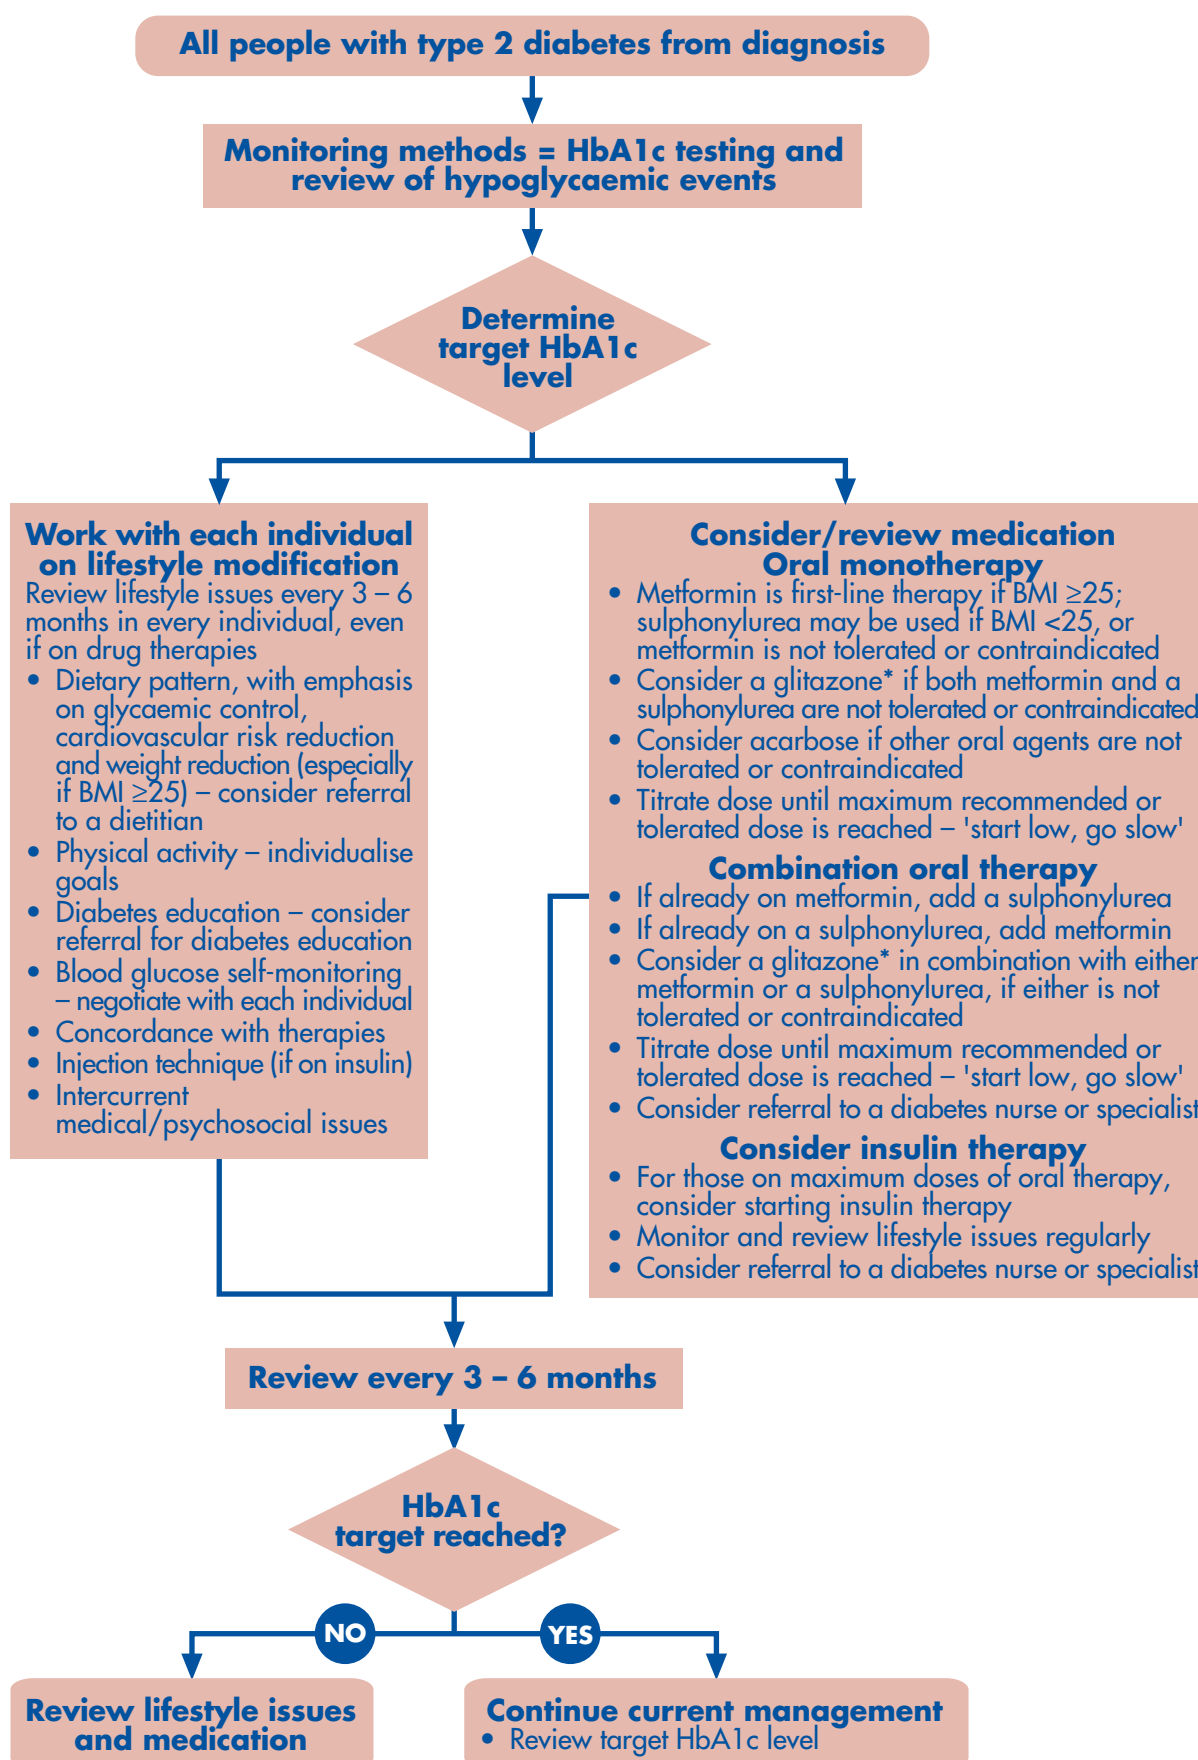 All people with type 2 diabetes from diagnosis
Monitoring methods = HbA1c testing and
review of hypoglycaemic events
Determine
target HbA1c
level
Work with each individual
on lifestyle modification
Review lifestyle issues every 3 – 6
months in every individual, even
if on drug therapies
• Dietary pattern, with emphasis
on glycaemic control,
cardiovascular risk reduction
and weight reduction (especially
if BMI ≥25) – consider referral
to a dietitian
• Physical activity – individualise
goals
• Diabetes education – consider
referral for diabetes education
• Blood glucose self-monitoring
– negotiate with each individual
• Concordance with therapies
• Injection technique (if on insulin)
• Intercurrent
medical/psychosocial issues
Consider/review medication
Oral monotherapy
• Metformin is first-line therapy if BMI ≥25;
sulphonylurea may be used if BMI <25, or
metformin is not tolerated or contraindicated
• Consider a glitazone* if both metformin and a
sulphonylurea are not tolerated or contraindicated
• Consider acarbose if other oral agents are not
tolerated or contraindicated
• Titrate dose until maximum recommended or
tolerated dose is reached – 'start low, go slow'
Combination oral therapy
• If already on metformin, add a sulphonylurea
• If already on a sulphonylurea, add metformin
• Consider a glitazone* in combination with either
metformin or a sulphonylurea, if either is not
tolerated or contraindicated
• Titrate dose until maximum recommended or
tolerated dose is reached – 'start low, go slow'
• Consider referral to a diabetes nurse or specialist
Consider insulin therapy
• For those on maximum doses of oral therapy,
consider starting insulin therapy
• Monitor and review lifestyle issues regularly
• Consider referral to a diabetes nurse or specialist
Review every 3 – 6 months
HbA1c
target reached?
NO
YES
Review lifestyle issues
and medication
Continue current management
• Review target HbA1c level